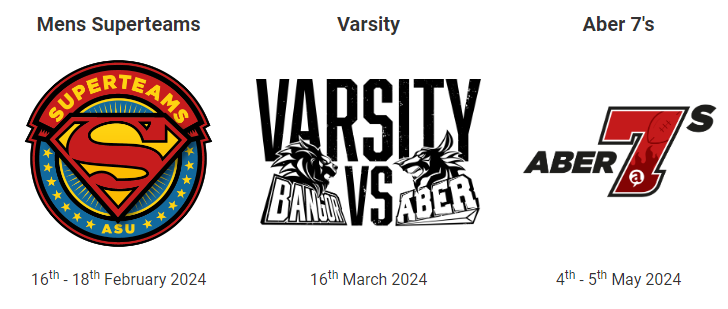 Mens Superteams
SUPERTEAMS
S
ASU
16th - 18th February 2024
Varsity
VARSITY
VS
BANGOR
ABER
16th March 2024
Aber 7's
ABER 7's
a
4th - 5th May 2024